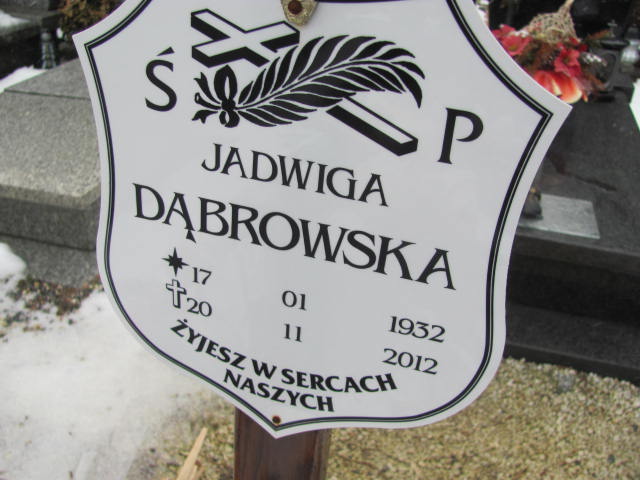 Ś P
JADWIGA
DĄBROWSKA
17 01 1932
20 11 2012
ŻYJESZ W SERCACH
NASZYCH